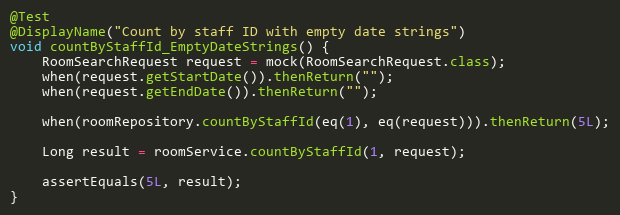 @Test
@DisplayName("Count by staff ID with empty date strings")
void countByStaffId_EmptyDateStrings() {
    RoomSearchRequest request = mock(RoomSearchRequest.class);
    when(request.getStartDate()).thenReturn("");
    when(request.getEndDate()).thenReturn("");

    when(roomRepository.countByStaffId(eq(1), eq(request))).thenReturn(5L);

    Long result = roomService.countByStaffId(1, request);

    assertEquals(5L, result);
}